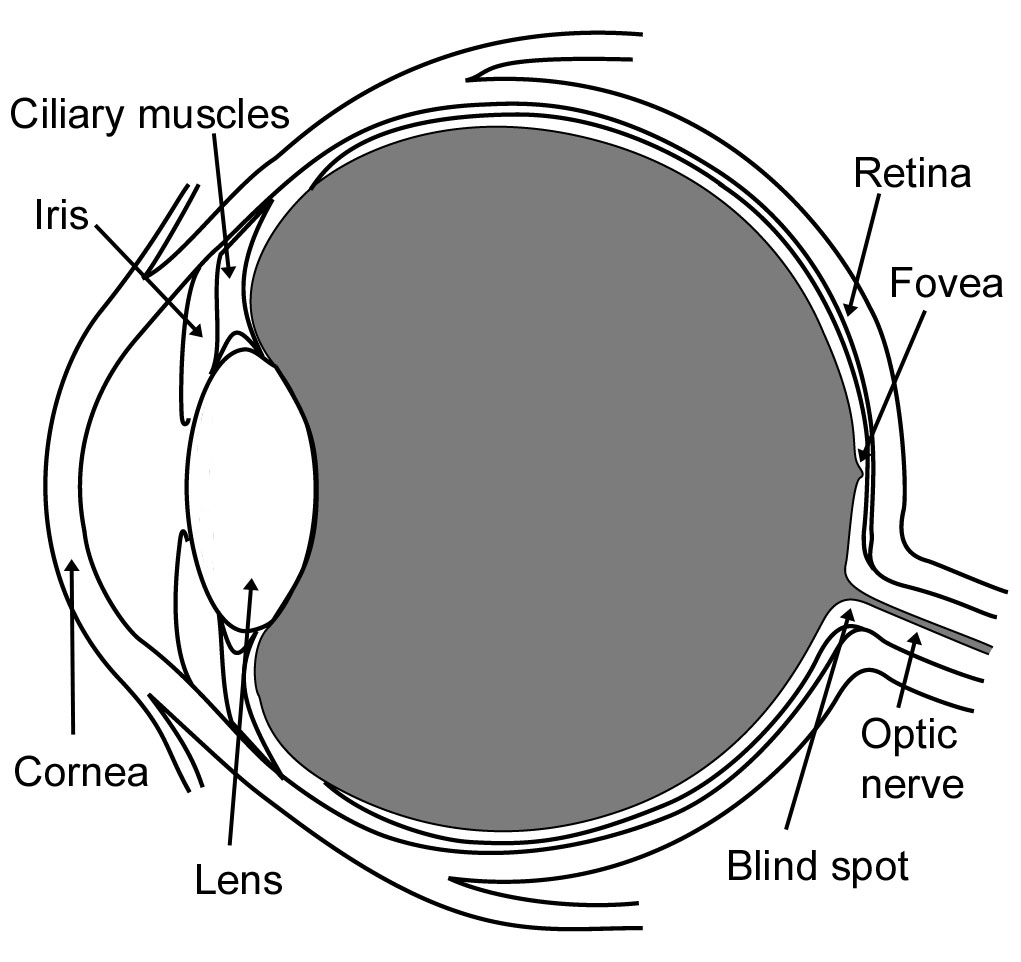 Ciliary muscles
Iris
Retina
Fovea
Cornea
Lens
Optic
nerve
Blind spot